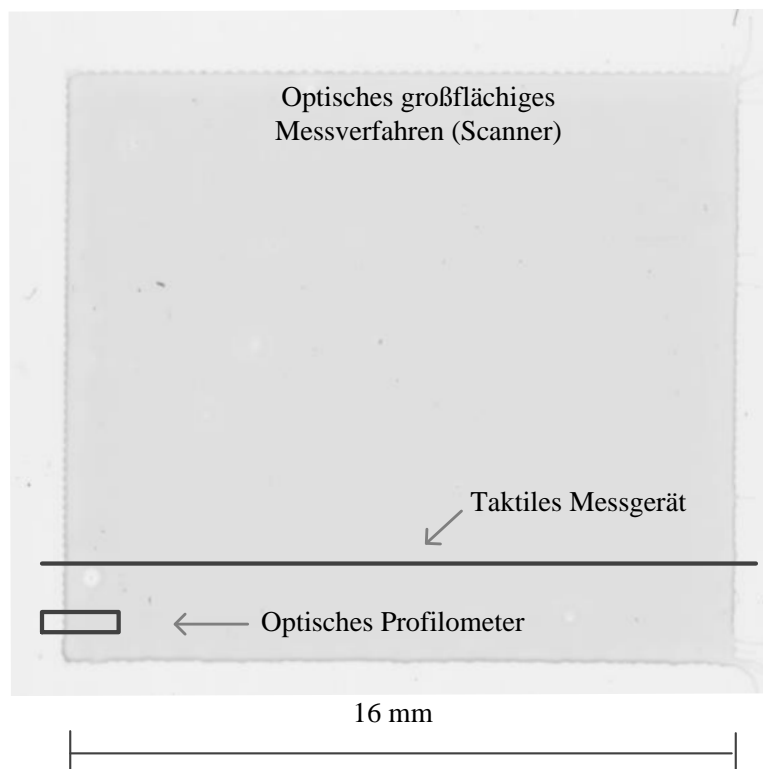 Optisches großflächiges
Messverfahren (Scanner)
Taktiles Messgerät
Optisches Profilometer
16 mm